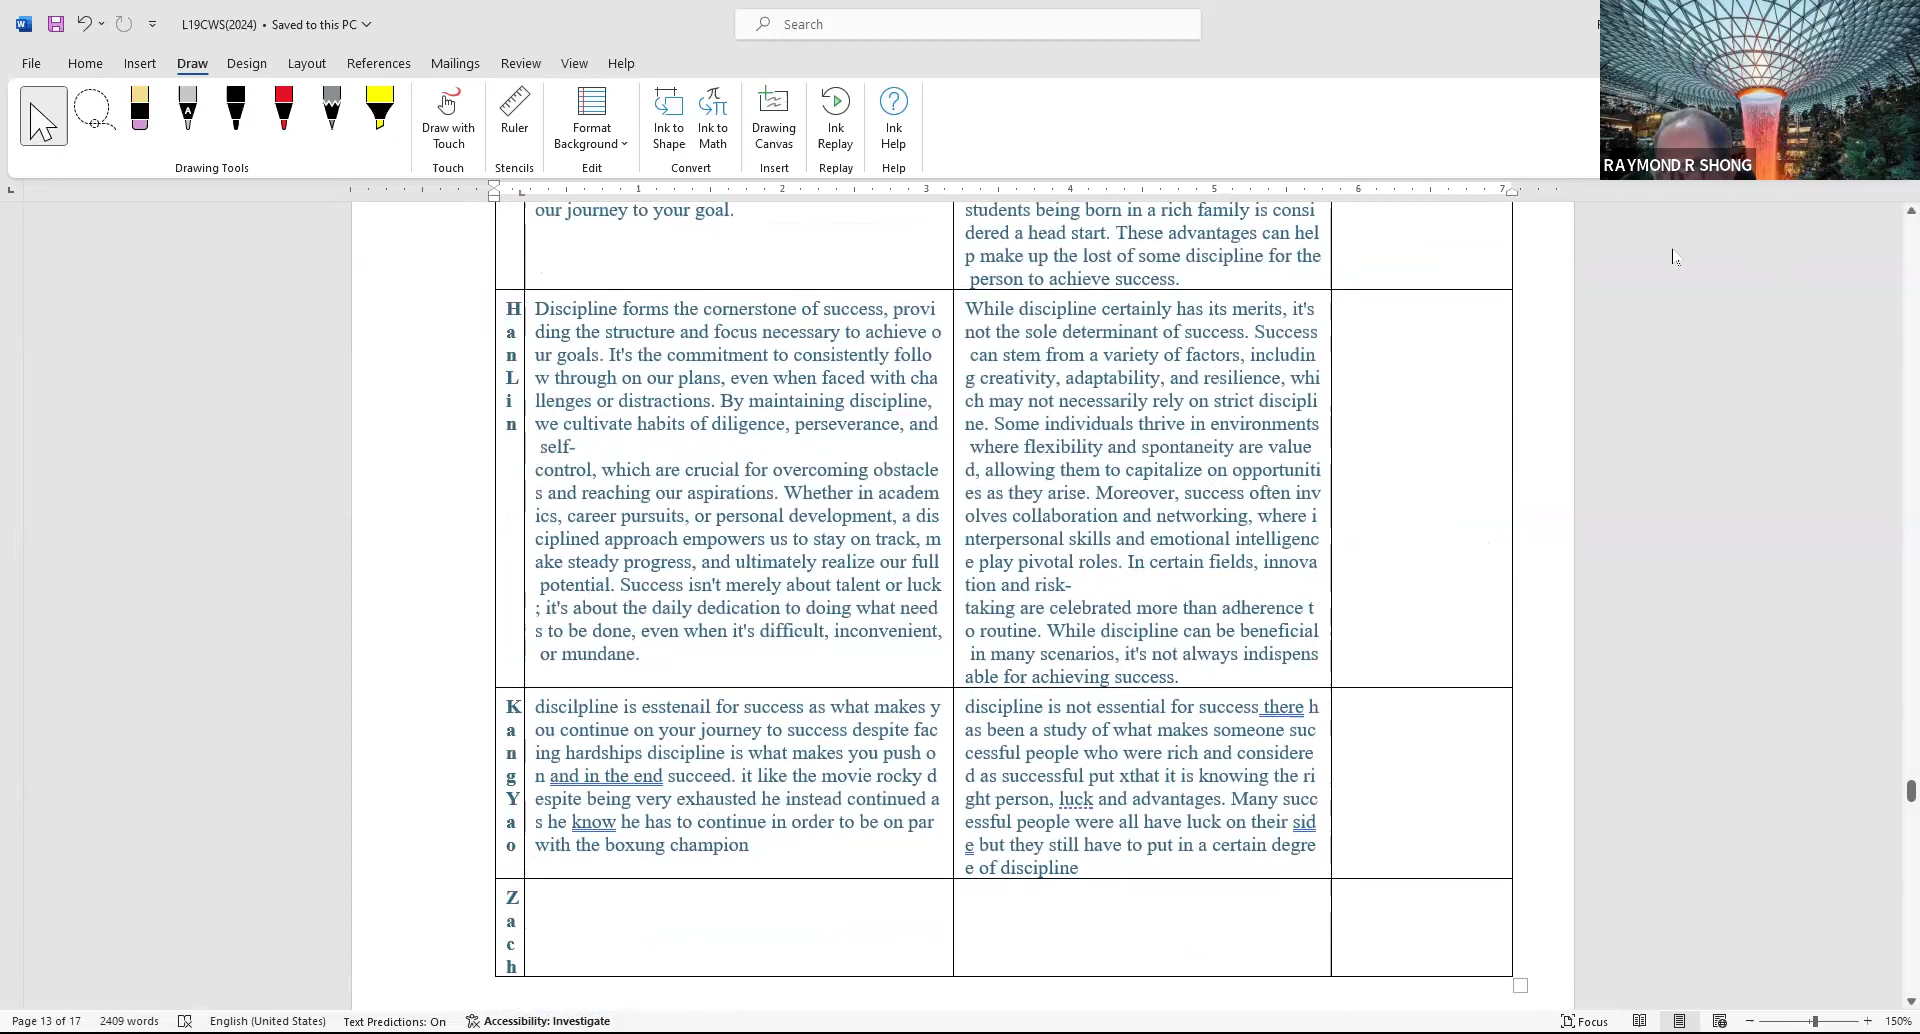 L19CWS(2024) • Saved to this PC
Search
File Home Insert Draw Design Layout References Mailings Review View Help
Draw with Touch
Ruler
Format Background
Ink to Shape
Ink to Math
Drawing Canvas
Ink Replay
Ink Help
Drawing Tools Touch Stencils Edit Convert Insert Replay Help
RAYMOND R SHONG
1 2 3 4 5 6 7
our journey to your goal.
students being born in a rich family is consi
dered a head start. These advantages can hel
p make up the lost of some discipline for the
person to achieve success.
H
a
n
L
i
n
Discipline forms the cornerstone of success, provi
ding the structure and focus necessary to achieve o
ur goals. It's the commitment to consistently follo
w through on our plans, even when faced with cha
llenges or distractions. By maintaining discipline,
we cultivate habits of diligence, perseverance, and
self-
control, which are crucial for overcoming obstacle
s and reaching our aspirations. Whether in academ
ics, career pursuits, or personal development, a dis
ciplined approach empowers us to stay on track, m
ake steady progress, and ultimately realize our full
potential. Success isn't merely about talent or luck
; it's about the daily dedication to doing what need
s to be done, even when it's difficult, inconvenient,
or mundane.
While discipline certainly has its merits, it's
not the sole determinant of success. Success
can stem from a variety of factors, includin
g creativity, adaptability, and resilience, whi
ch may not necessarily rely on strict discipli
ne. Some individuals thrive in environments
where flexibility and spontaneity are value
d, allowing them to capitalize on opportuniti
es as they arise. Moreover, success often inv
olves collaboration and networking, where i
nterpersonal skills and emotional intelligenc
e play pivotal roles. In certain fields, innova
tion and risk-
taking are celebrated more than adherence t
o routine. While discipline can be beneficial
in many scenarios, it's not always indispens
able for achieving success.
K
a
n
g
Y
a
o
discilpline is esstenail for success as what makes y
ou continue on your journey to success despite fac
ing hardships discipline is what makes you push o
n and in the end succeed. it like the movie rocky d
espite being very exhausted he instead continued a
s he know he has to continue in order to be on par
with the boxung champion
discipline is not essential for success there h
as been a study of what makes someone suc
cessful people who were rich and considere
d as successful put xthat it is knowing the ri
ght person, luck and advantages. Many succ
essful people were all have luck on their sid
e but they still have to put in a certain degre
e of discipline
Z
a
c
h
Page 13 of 17 2409 words English (United States) Text Predictions: On Accessibility: Investigate Focus 150%